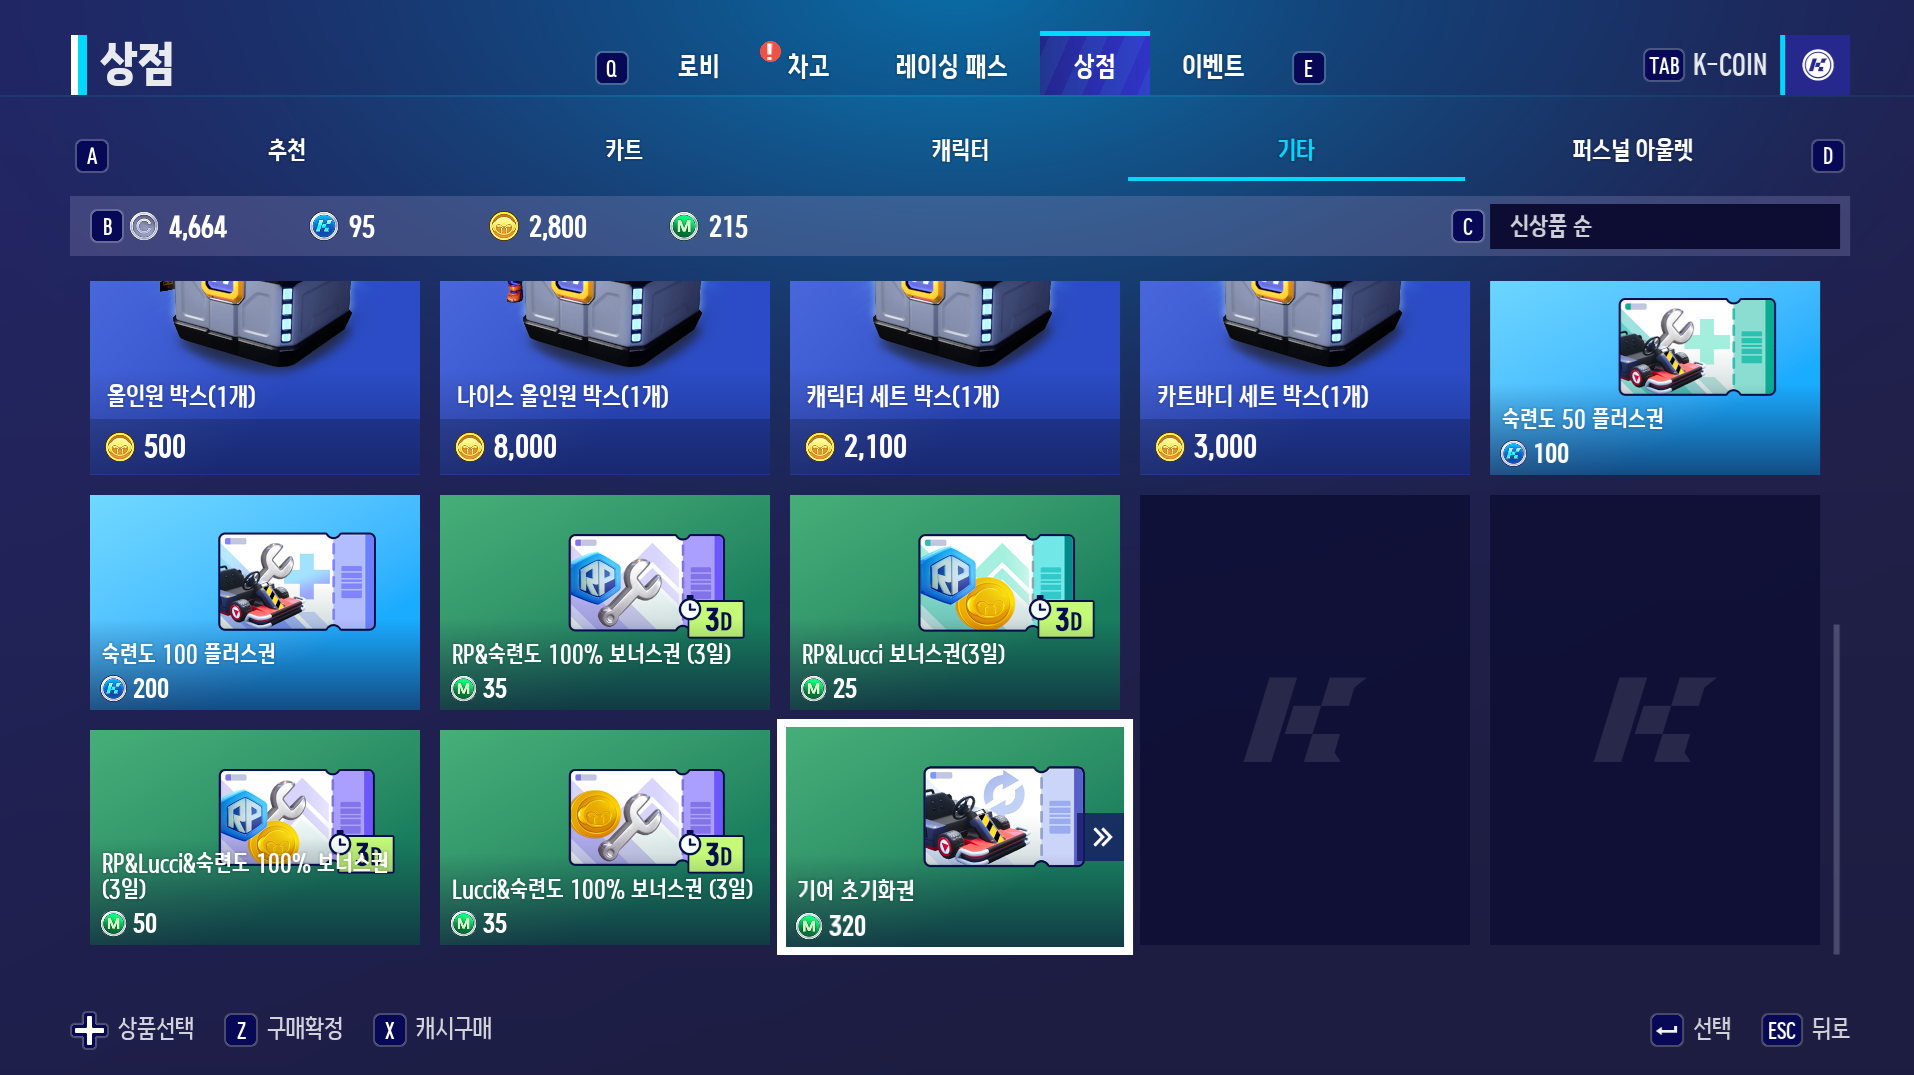 상점
Q
로비
차고
레이싱 패스
상점
이벤트
E
TAB K-COIN
A
추천
카트
캐릭터
기타
퍼스널 아울렛
D
B
4,664
95
2,800
M 215
C
신상품 순
올인원 박스(1개)
500
나이스 올인원 박스(1개)
8,000
캐릭터 세트 박스(1개)
2,100
카트바디 세트 박스(1개)
3,000
숙련도 50 플러스권
100
숙련도 100 플러스권
200
RP
3D
RP&숙련도 100% 보너스권 (3일)
M 35
RP
3D
RP&Lucci 보너스권(3일)
M 25
RP
3D
RP&Lucci&숙련도 100% 보너스권
(3일)
M 50
3D
Lucci&숙련도 100% 보너스권 (3일)
M 35
기어 초기화권
M 320
상품선택
Z 구매확정
X 캐시구매
선택
ESC 뒤로